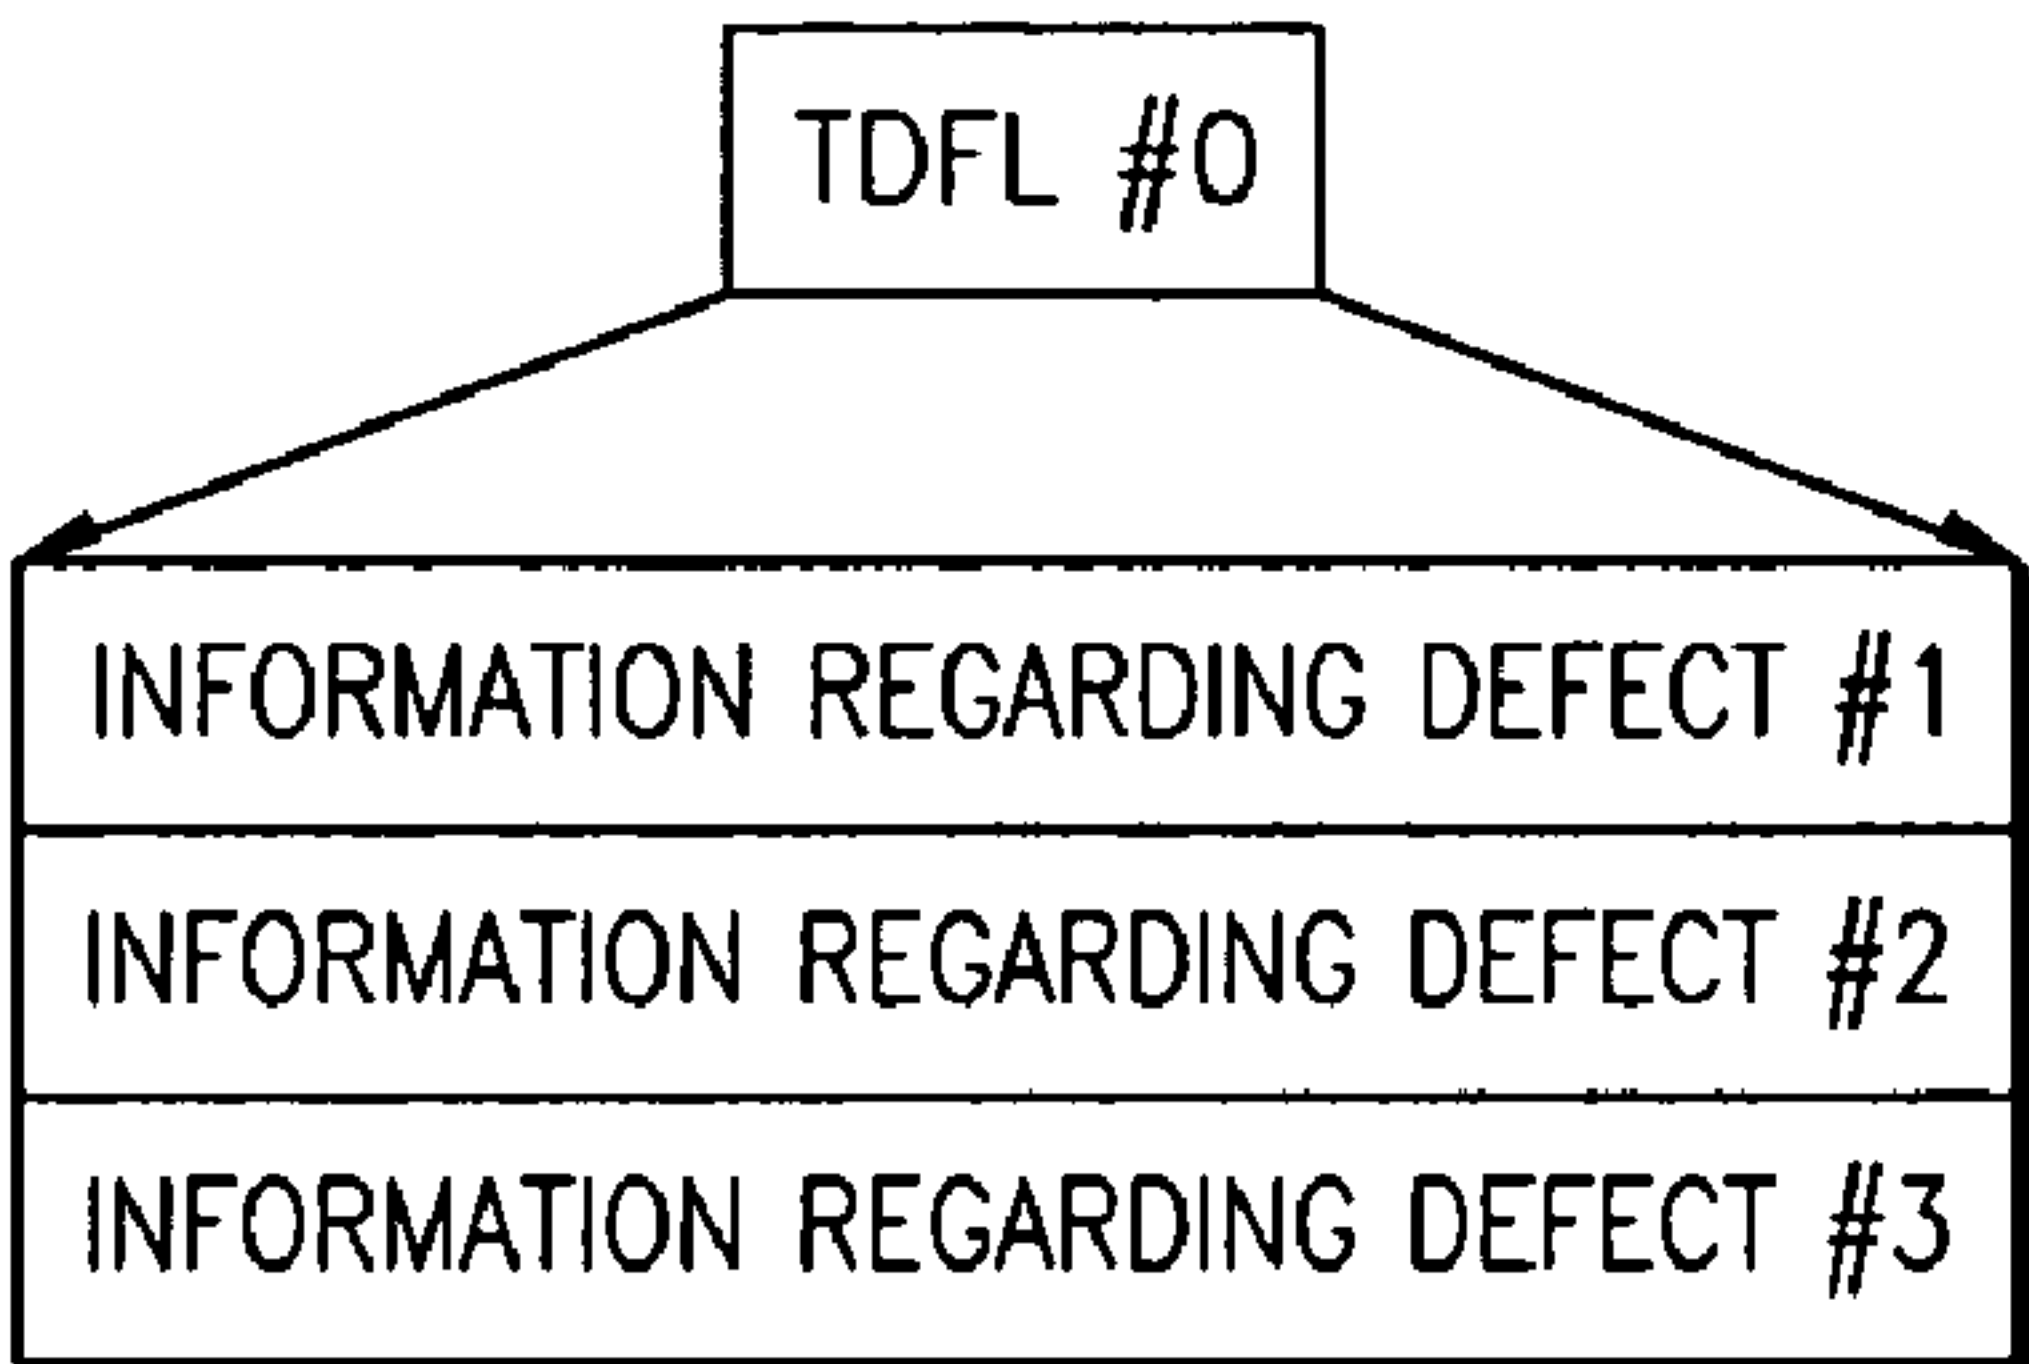 TDFL #0
INFORMATION REGARDING DEFECT #1
INFORMATION REGARDING DEFECT #2
INFORMATION REGARDING DEFECT #3